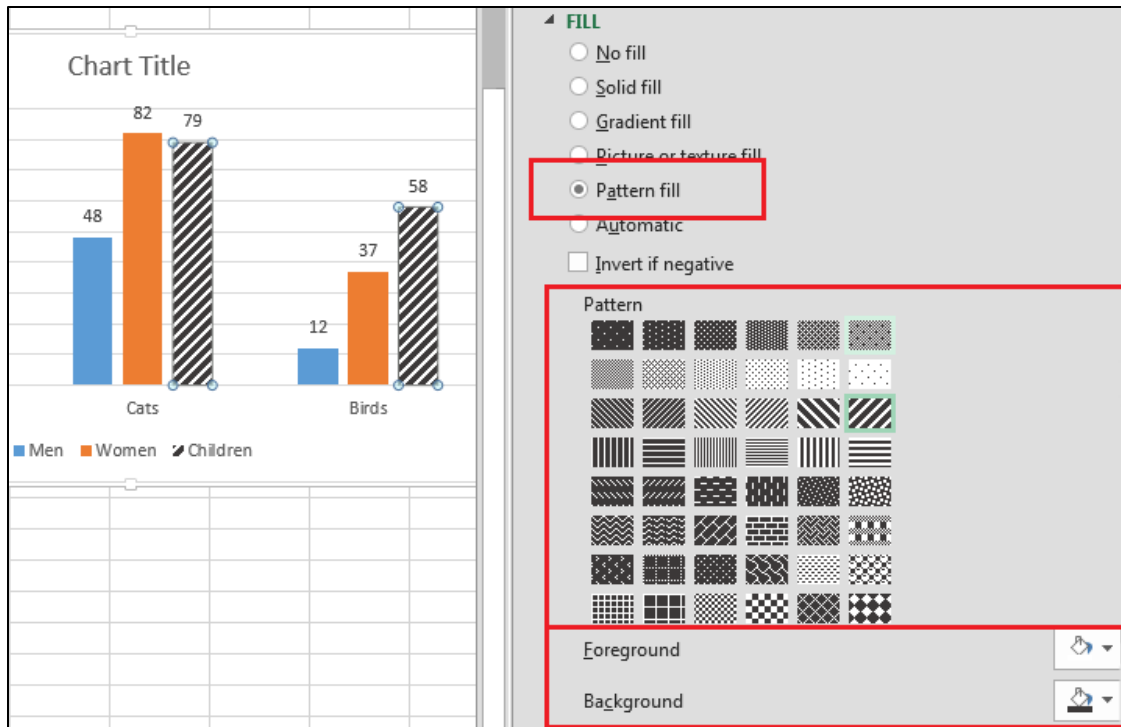 Chart Title
82
79
48
58
37
12
Cats Birds
Men Women Children
FILL
No fill
Solid fill
Gradient fill
Picture or texture fill
Pattern fill
Automatic
Invert if negative
Pattern
Foreground
Background